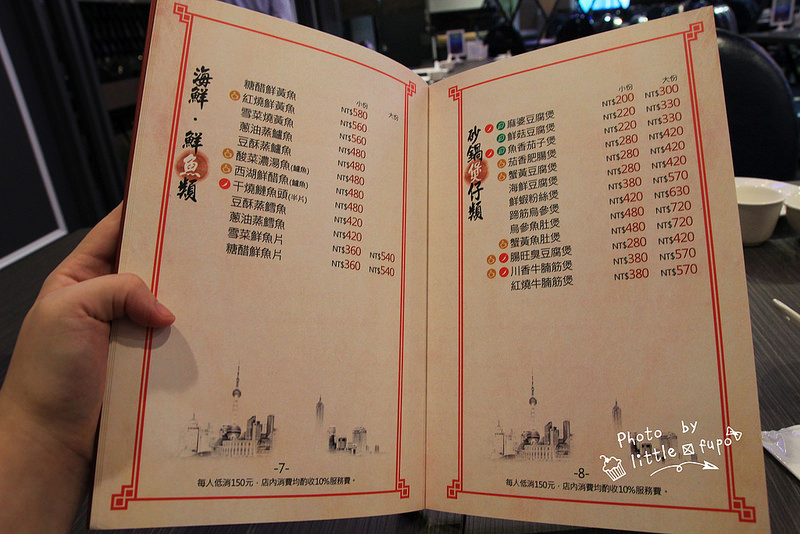 海鮮．鮮魚類
小份 大份
糖醋鮮黃魚 NT$580
紅燒鮮黃魚 NT$560
雪菜燒黃魚 NT$560
蔥油蒸鱸魚 NT$480
豆酥蒸鱸魚 NT$480
酸菜濃湯魚(鱸魚) NT$480
西湖鮮醋魚(鱸魚) NT$480
干燒鰱魚頭(半片) NT$480
豆酥蒸鱈魚 NT$420
蔥油蒸鱈魚 NT$420
雪菜鮮魚片 NT$360 NT$540
糖醋鮮魚片 NT$360 NT$540
-7-
每人低消150元．店內消費均酌收10%服務費。
砂鍋煲仔類
小份 大份
麻婆豆腐煲 NT$200 NT$300
鮮菇豆腐煲 NT$220 NT$330
魚香茄子煲 NT$220 NT$330
茄香肥腸煲 NT$280 NT$420
蟹黃豆腐煲 NT$280 NT$420
海鮮豆腐煲 NT$280 NT$420
鮮蝦粉絲煲 NT$380 NT$570
蹄筋烏參煲 NT$420 NT$630
烏參魚肚煲 NT$480 NT$720
蟹黃魚肚煲 NT$480 NT$720
腸旺臭豆腐煲 NT$280 NT$420
川香牛腩筋煲 NT$380 NT$570
紅燒牛腩筋煲 NT$380 NT$570
-8-
每人低消150元．店內消費均酌收10%服務費。
Photo by
little fupo